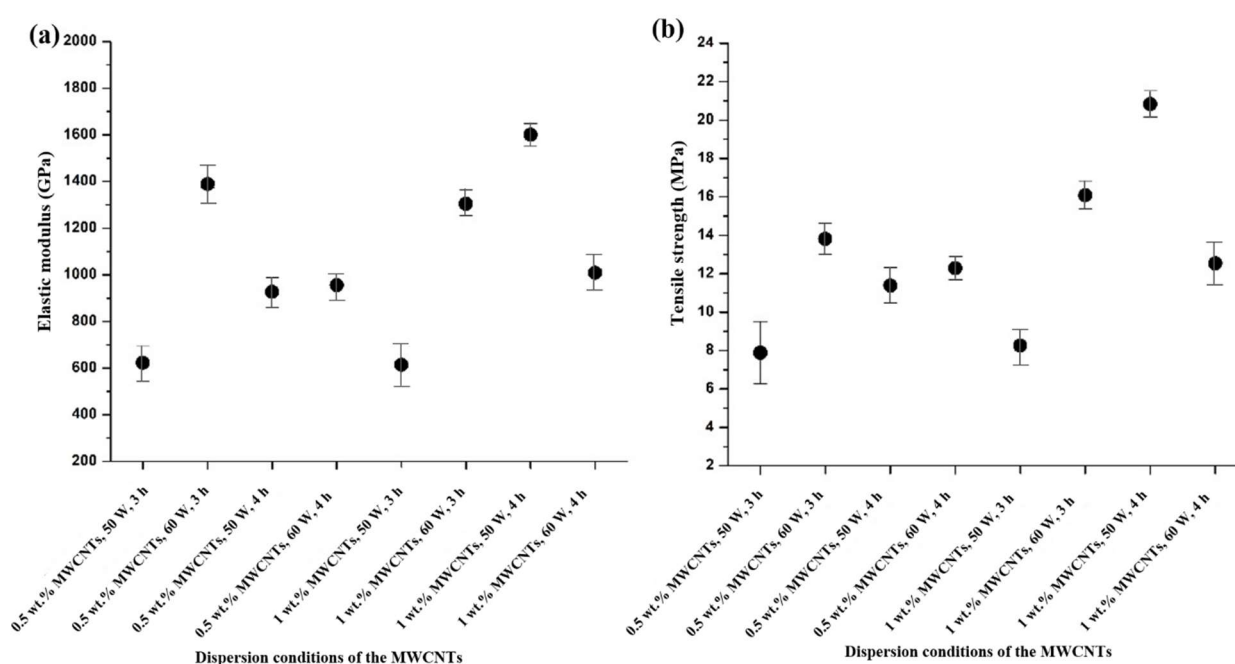 (a)
Elastic modulus (GPa)
2000
1800
1600
1400
1200
1000
800
600
400
200
0.5 wt.% MWCNTs, 50 W, 3 h
0.5 wt.% MWCNTs, 60 W, 3 h
0.5 wt.% MWCNTs, 50 W, 4 h
0.5 wt.% MWCNTs, 60 W, 4 h
1 wt.% MWCNTs, 50 W, 3 h
1 wt.% MWCNTs, 60 W, 3 h
1 wt.% MWCNTs, 50 W, 4 h
1 wt.% MWCNTs, 60 W, 4 h
Dispersion conditions of the MWCNTs
(b)
Tensile strength (MPa)
24
22
20
18
16
14
12
10
8
6
4
2
0.5 wt.% MWCNTs, 50 W, 3 h
0.5 wt.% MWCNTs, 60 W, 3 h
0.5 wt.% MWCNTs, 50 W, 4 h
0.5 wt.% MWCNTs, 60 W, 4 h
1 wt.% MWCNTs, 50 W, 3 h
1 wt.% MWCNTs, 60 W, 3 h
1 wt.% MWCNTs, 50 W, 4 h
1 wt.% MWCNTs, 60 W, 4 h
Dispersion conditions of the MWCNTs